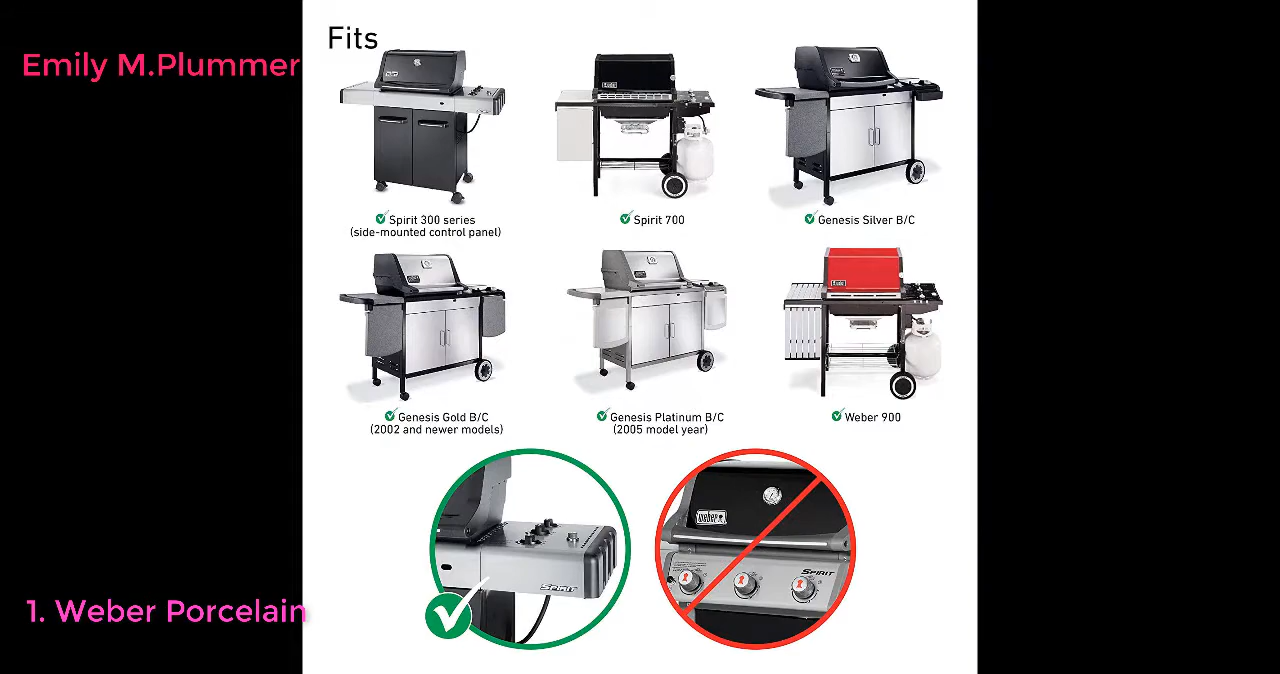 Fits
Emily M.Plummer
Spirit 300 series
(side-mounted control panel)
Spirit 700
Genesis Silver B/C
Genesis Gold B/C
(2002 and newer models)
Genesis Platinum B/C
(2005 model year)
Weber 900
SPIRIT
weber
SPIRIT
1. Weber Porcelain